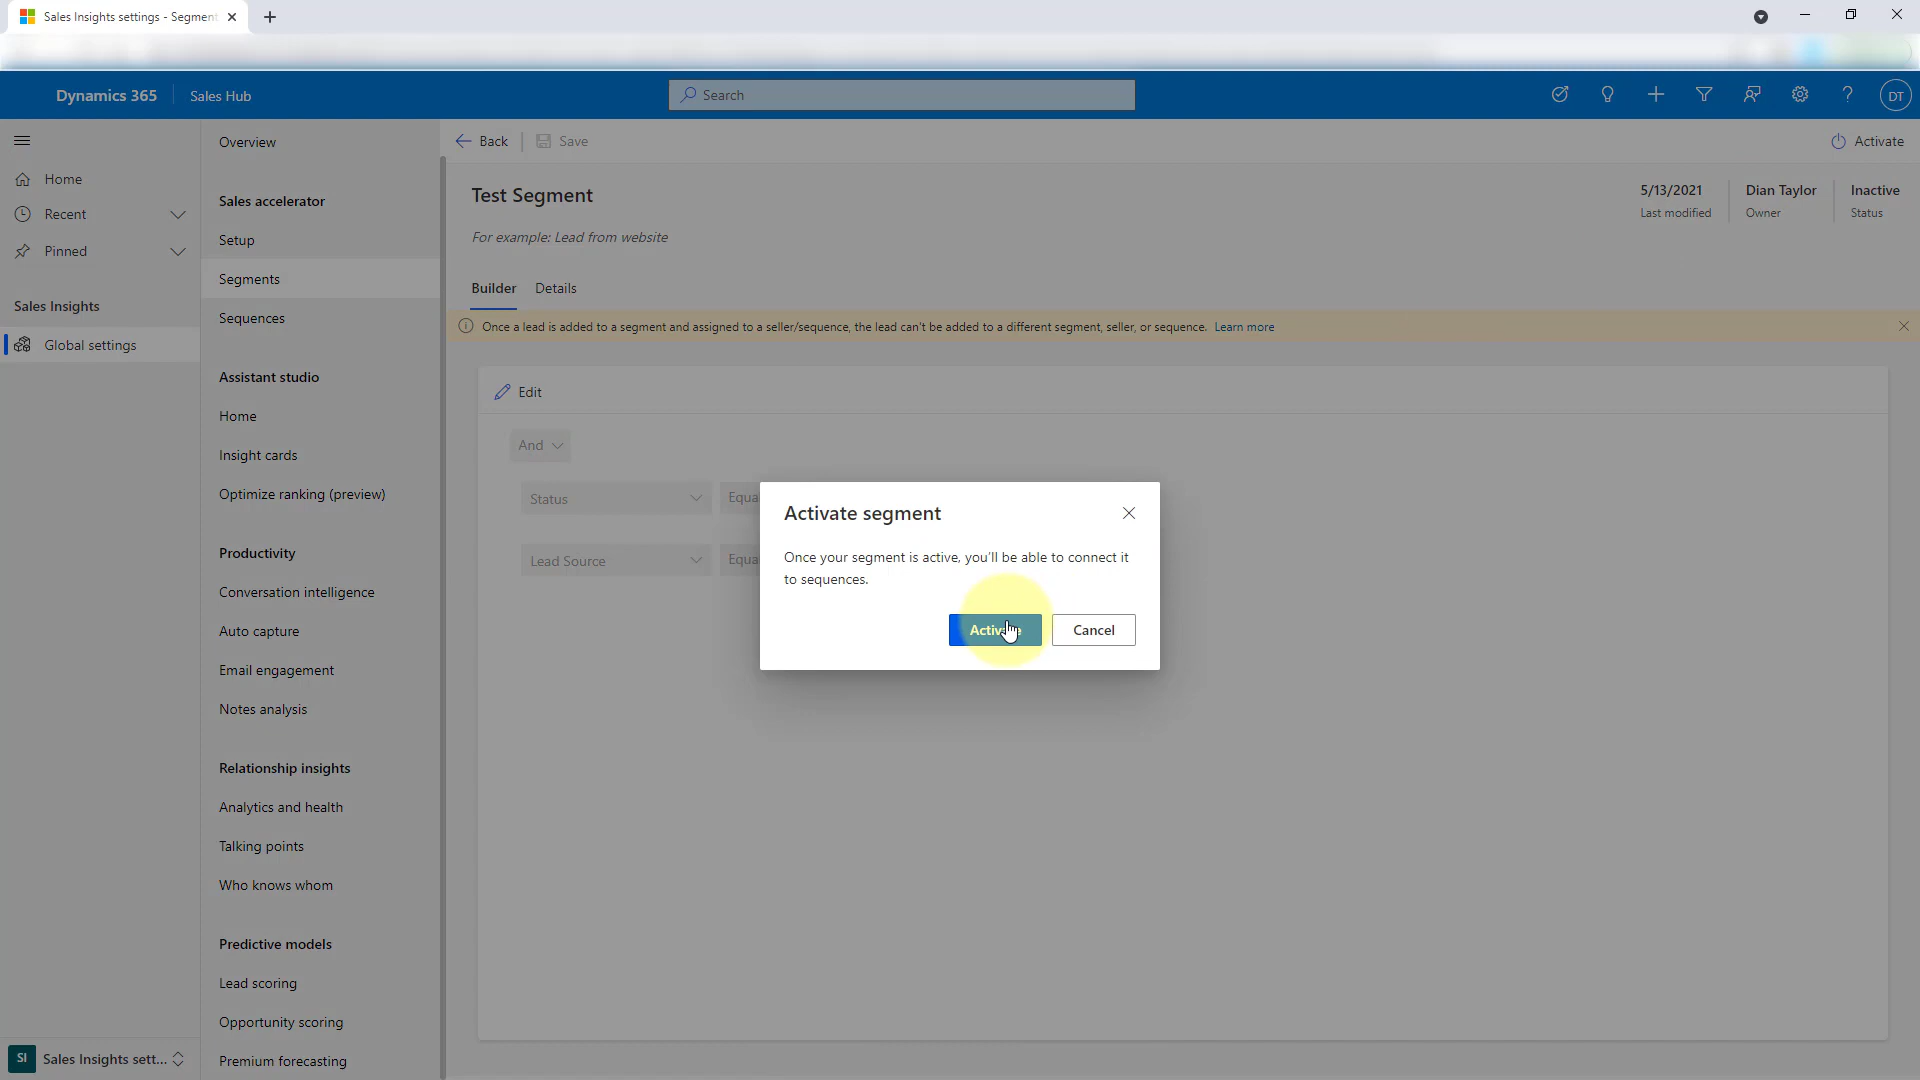 Sales Insights settings - Segment
Dynamics 365
Sales Hub
Search
DT
Home
Recent
Pinned
Sales Insights
Global settings
SI
Sales Insights sett...
Overview
Sales accelerator
Setup
Segments
Sequences
Assistant studio
Home
Insight cards
Optimize ranking (preview)
Productivity
Conversation intelligence
Auto capture
Email engagement
Notes analysis
Relationship insights
Analytics and health
Talking points
Who knows whom
Predictive models
Lead scoring
Opportunity scoring
Premium forecasting
Back
Save
Activate
Test Segment
For example: Lead from website
5/13/2021
Last modified
Dian Taylor
Owner
Inactive
Status
Builder
Details
Once a lead is added to a segment and assigned to a seller/sequence, the lead can't be added to a different segment, seller, or sequence. Learn more
Edit
And
Status
Equa
Lead Source
Equa
Activate segment
Once your segment is active, you'll be able to connect it
to sequences.
Activate
Cancel